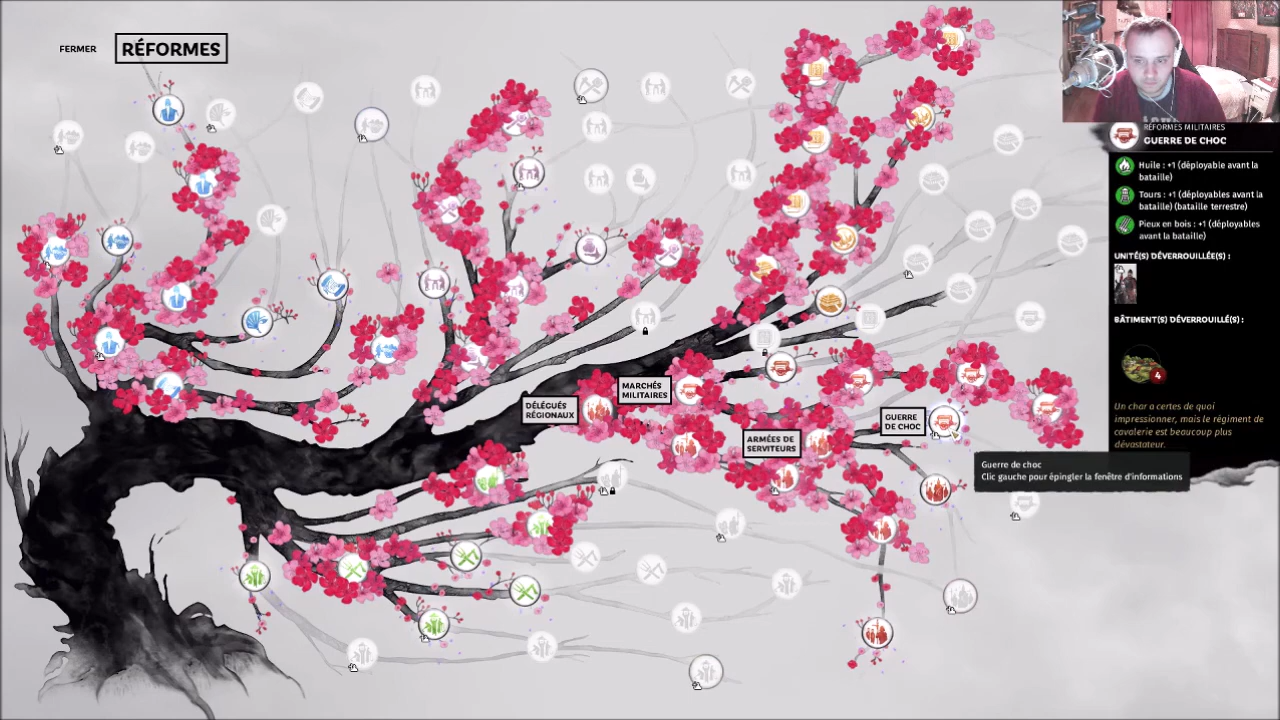 FERMER
RÉFORMES
RÉFORMES MILITAIRES
GUERRE DE CHOC
Huile : +1 (déployable avant la
bataille)
Tours : +1 (déployables avant la
bataille) (bataille terrestre)
Pieux en bois : +1 (déployables
avant la bataille)
UNITÉ(S) DÉVERROUILLÉE(S) :
BÂTIMENT(S) DÉVERROUILLÉ(S) :
4
Un char a certes de quoi
impressionner, mais le régiment de
cavalerie est beaucoup plus
dévastateur.
MARCHÉS
MILITAIRES
DÉLÉGUÉS
RÉGIONAUX
GUERRE
DE CHOC
ARMÉES DE
SERVITEURS
Guerre de choc
Clic gauche pour épingler la fenêtre d'informations